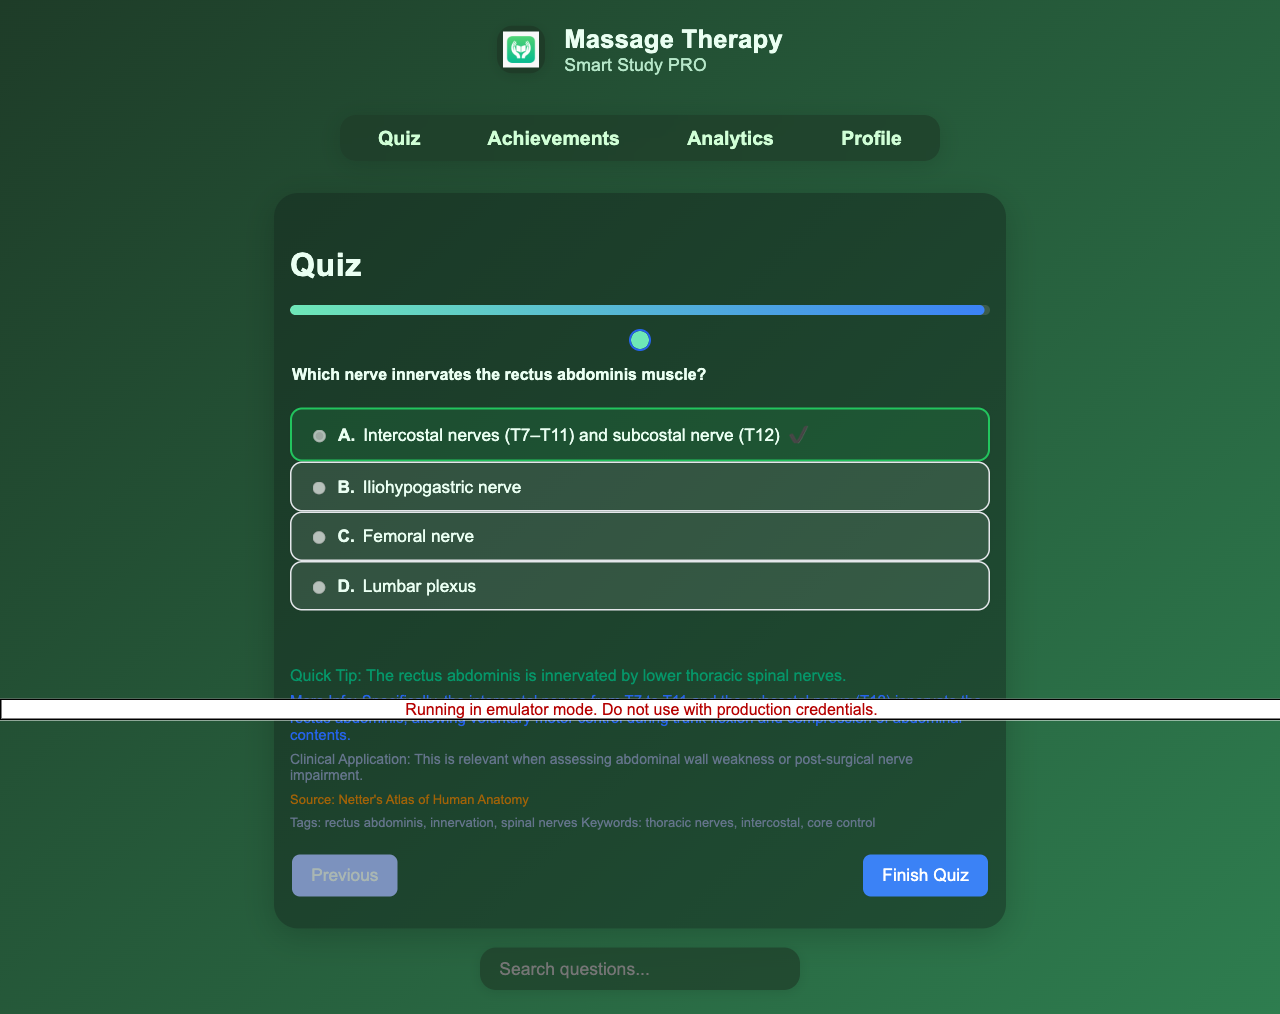 Massage Therapy
Smart Study PRO
Quiz
Achievements
Analytics
Profile
Quiz
Which nerve innervates the rectus abdominis muscle?
A. Intercostal nerves (T7–T11) and subcostal nerve (T12) ✔
B. Iliohypogastric nerve
C. Femoral nerve
D. Lumbar plexus
Quick Tip: The rectus abdominis is innervated by lower thoracic spinal nerves.
More Info: Specifically, the intercostal nerves from T7 to T11 and the subcostal nerve (T12) innervate the
Running in emulator mode. Do not use with production credentials.
rectus abdominis, allowing voluntary motor control during trunk flexion and compression of abdominal
contents.
Clinical Application: This is relevant when assessing abdominal wall weakness or post-surgical nerve
impairment.
Source: Netter's Atlas of Human Anatomy
Tags: rectus abdominis, innervation, spinal nerves Keywords: thoracic nerves, intercostal, core control
Previous
Finish Quiz
Search questions...